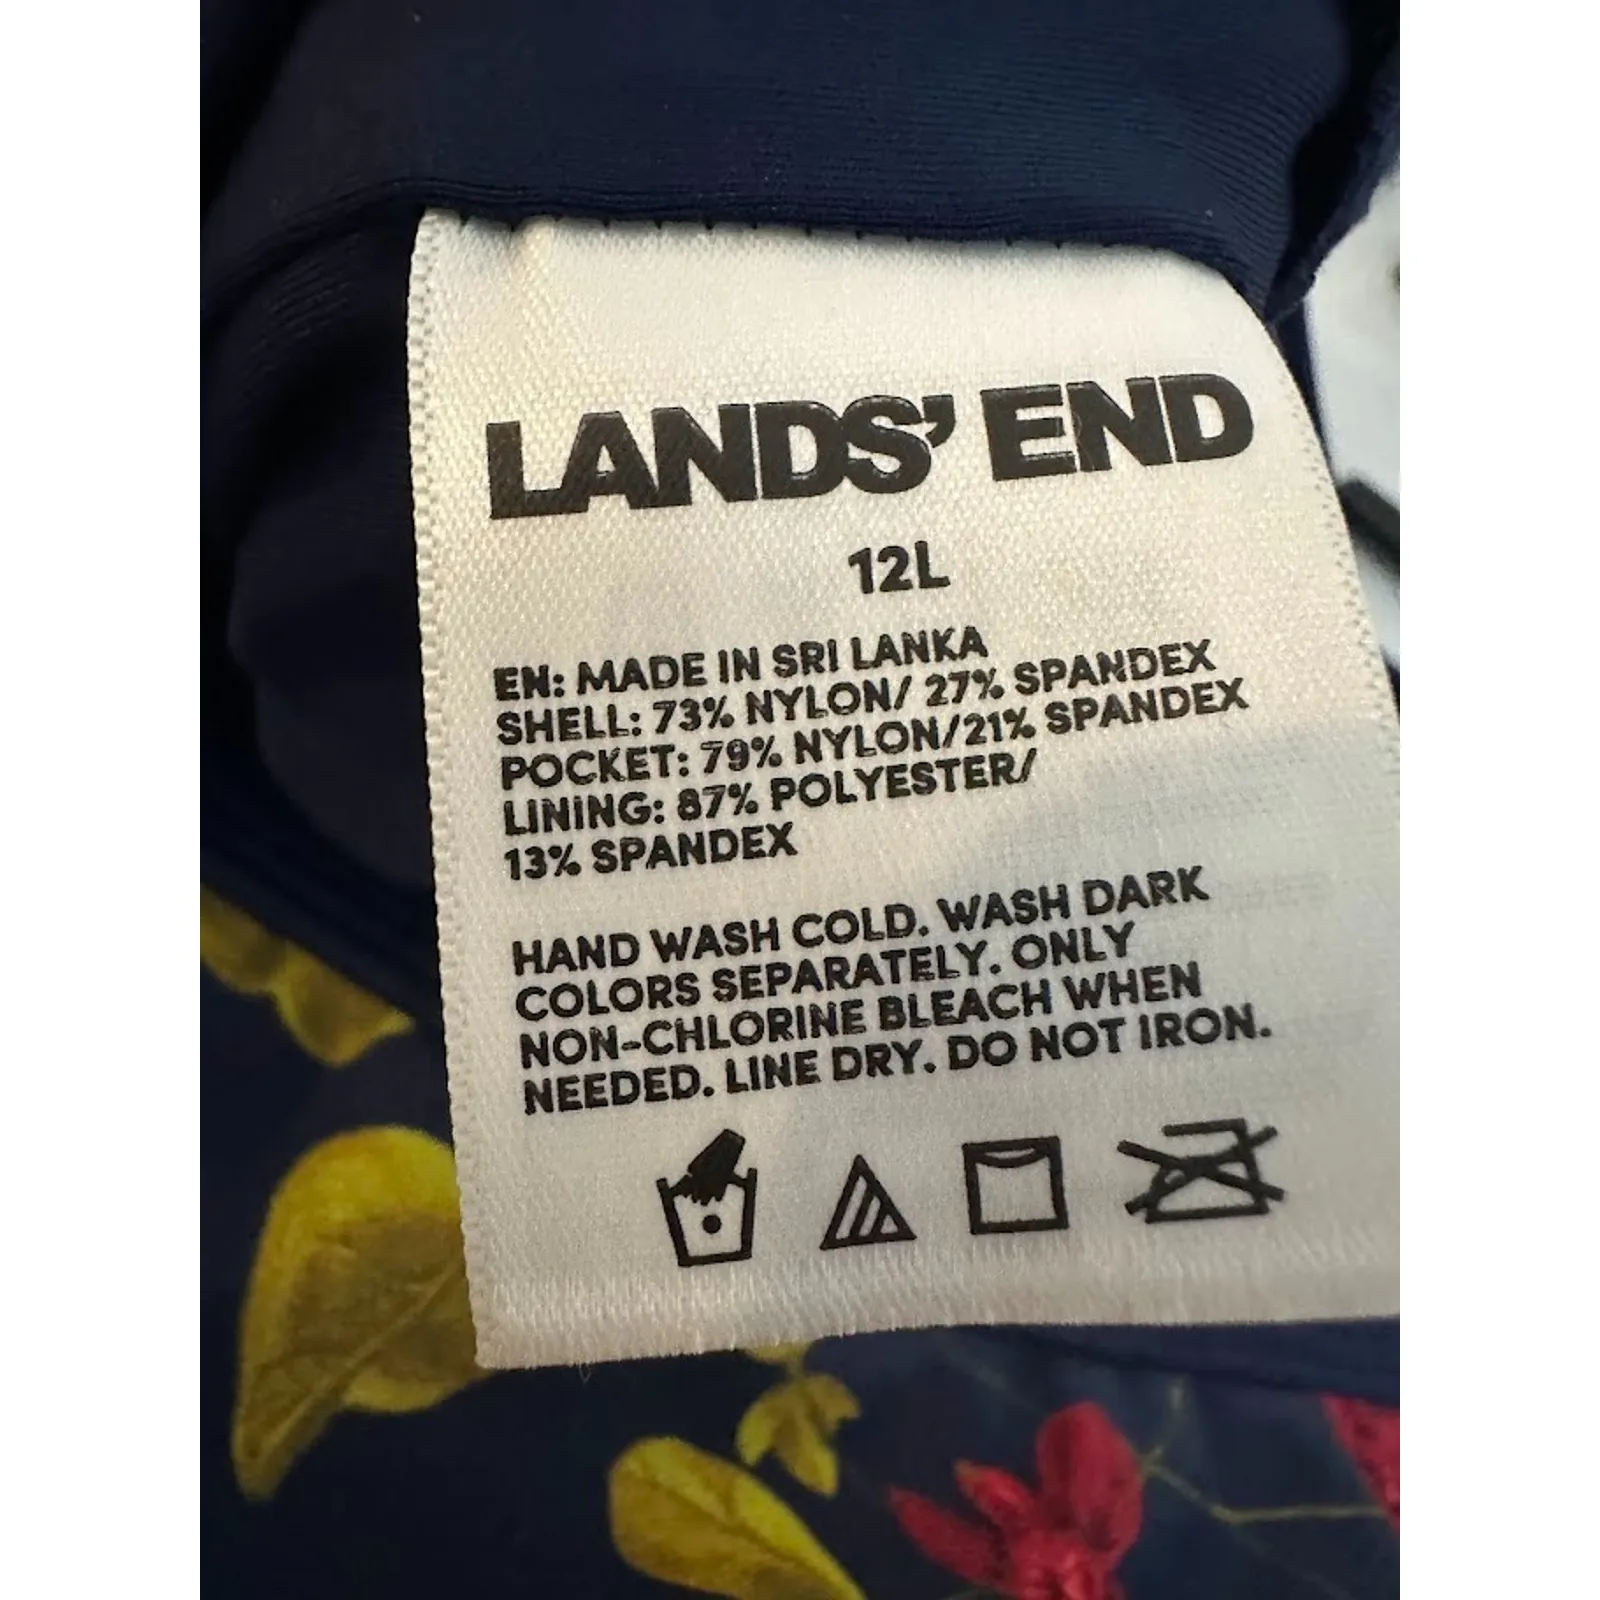 LANDS' END
12L
EN: MADE IN SRI LANKA
SHELL: 73% NYLON/ 27% SPANDEX
POCKET: 79% NYLON/21% SPANDEX
LINING: 87% POLYESTER/
13% SPANDEX
HAND WASH COLD. WASH DARK
COLORS SEPARATELY. ONLY
NON-CHLORINE BLEACH WHEN
NEEDED. LINE DRY. DO NOT IRON.